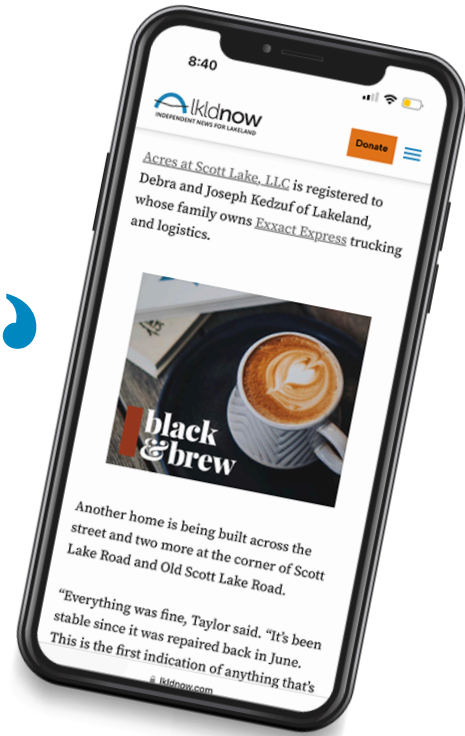 8:40
lkldnow
INDEPENDENT NEWS FOR LAKELAND
Donate
Acres at Scott Lake, LLC is registered to
Debra and Joseph Kedzuf of Lakeland,
whose family owns Exxact Express trucking
and logistics.
black
&brew
Another home is being built across the
street and two more at the corner of Scott
Lake Road and Old Scott Lake Road.
“Everything was fine, Taylor said. “It’s been
stable since it was repaired back in June.
This is the first indication of anything that’s
lkldnow.com